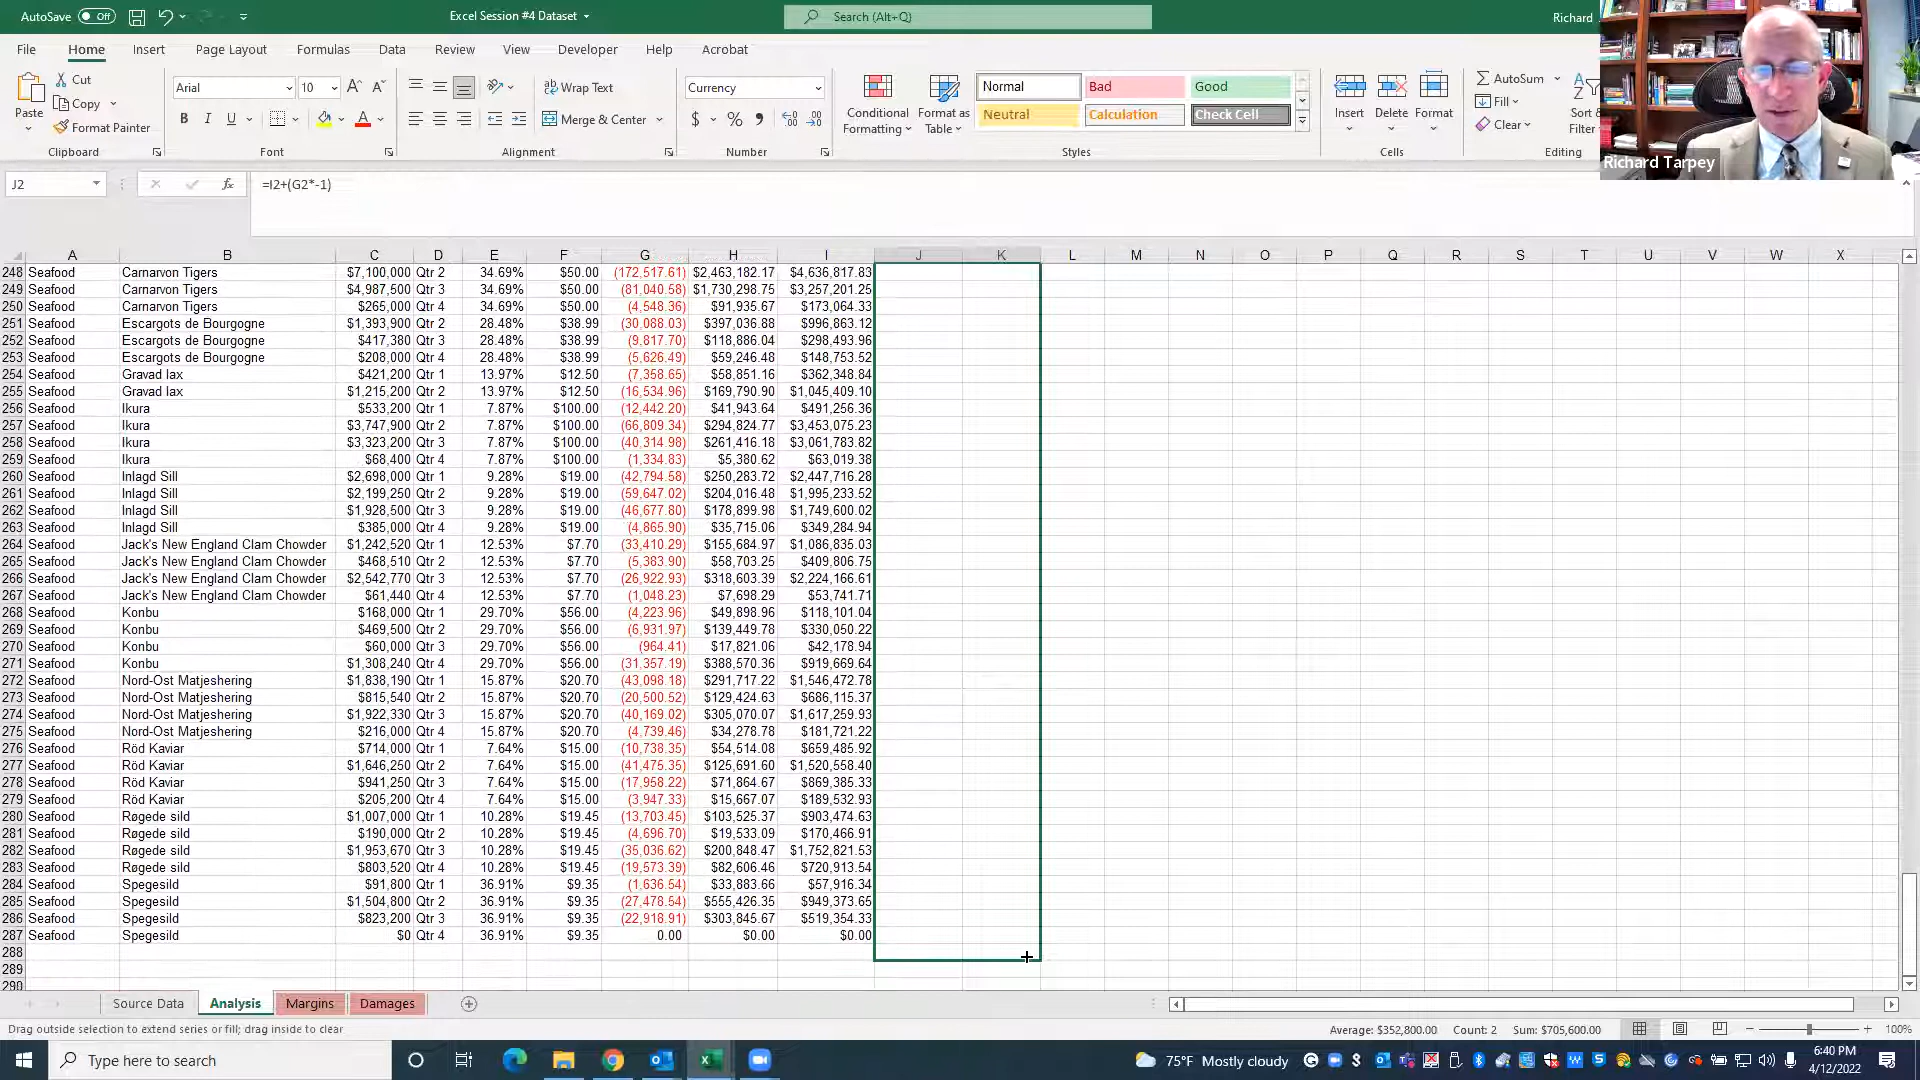 AutoSave Off Excel Session #4 Dataset Search (Alt+Q) Richard
File Home Insert Page Layout Formulas Data Review View Developer Help Acrobat
Paste Cut Copy Format Painter Clipboard
Arial 10 A A B I U A Font
Wrap Text Merge & Center Alignment
Currency $ % Number
Conditional Formatting Format as Table Normal Bad Good Neutral Calculation Check Cell Styles
Insert Delete Format Cells
AutoSum Fill Clear Sort & Filter Editing
Richard Tarpey
J2 fx =I2+(G2*-1)
A B C D E F G H I J K L M N O P Q R S T U V W X
248 Seafood Carnarvon Tigers $7,100,000 Qtr 2 34.69% $50.00 (172,517.61) $2,463,182.17 $4,636,817.83
249 Seafood Carnarvon Tigers $4,987,500 Qtr 3 34.69% $50.00 (81,040.58) $1,730,298.75 $3,257,201.25
250 Seafood Carnarvon Tigers $265,000 Qtr 4 34.69% $50.00 (4,548.36) $91,935.67 $173,064.33
251 Seafood Escargots de Bourgogne $1,393,900 Qtr 2 28.48% $38.99 (30,088.03) $397,036.88 $996,863.12
252 Seafood Escargots de Bourgogne $417,380 Qtr 3 28.48% $38.99 (9,817.70) $118,886.04 $298,493.96
253 Seafood Escargots de Bourgogne $208,000 Qtr 4 28.48% $38.99 (5,626.49) $59,246.48 $148,753.52
254 Seafood Gravad lax $421,200 Qtr 1 13.97% $12.50 (7,358.65) $58,851.16 $362,348.84
255 Seafood Gravad lax $1,215,200 Qtr 2 13.97% $12.50 (16,534.96) $169,790.90 $1,045,409.10
256 Seafood Ikura $533,200 Qtr 1 7.87% $100.00 (12,442.20) $41,943.64 $491,256.36
257 Seafood Ikura $3,747,900 Qtr 2 7.87% $100.00 (66,809.34) $294,824.77 $3,453,075.23
258 Seafood Ikura $3,323,200 Qtr 3 7.87% $100.00 (40,314.98) $261,416.18 $3,061,783.82
259 Seafood Ikura $68,400 Qtr 4 7.87% $100.00 (1,334.83) $5,380.62 $63,019.38
260 Seafood Inlagd Sill $2,698,000 Qtr 1 9.28% $19.00 (42,794.58) $250,283.72 $2,447,716.28
261 Seafood Inlagd Sill $2,199,250 Qtr 2 9.28% $19.00 (59,647.02) $204,016.48 $1,995,233.52
262 Seafood Inlagd Sill $1,928,500 Qtr 3 9.28% $19.00 (46,677.80) $178,899.98 $1,749,600.02
263 Seafood Inlagd Sill $385,000 Qtr 4 9.28% $19.00 (4,865.90) $35,715.06 $349,284.94
264 Seafood Jack's New England Clam Chowder $1,242,520 Qtr 1 12.53% $7.70 (33,410.29) $155,684.97 $1,086,835.03
265 Seafood Jack's New England Clam Chowder $468,510 Qtr 2 12.53% $7.70 (5,383.90) $58,703.25 $409,806.75
266 Seafood Jack's New England Clam Chowder $2,542,770 Qtr 3 12.53% $7.70 (26,922.93) $318,603.39 $2,224,166.61
267 Seafood Jack's New England Clam Chowder $61,440 Qtr 4 12.53% $7.70 (1,048.23) $7,698.29 $53,741.71
268 Seafood Konbu $168,000 Qtr 1 29.70% $56.00 (4,223.96) $49,898.96 $118,101.04
269 Seafood Konbu $469,500 Qtr 2 29.70% $56.00 (6,931.97) $139,449.78 $330,050.22
270 Seafood Konbu $60,000 Qtr 3 29.70% $56.00 (964.41) $17,821.06 $42,178.94
271 Seafood Konbu $1,308,240 Qtr 4 29.70% $56.00 (31,357.19) $388,570.36 $919,669.64
272 Seafood Nord-Ost Matjeshering $1,838,190 Qtr 1 15.87% $20.70 (43,098.18) $291,717.22 $1,546,472.78
273 Seafood Nord-Ost Matjeshering $815,540 Qtr 2 15.87% $20.70 (20,500.52) $129,424.63 $686,115.37
274 Seafood Nord-Ost Matjeshering $1,922,330 Qtr 3 15.87% $20.70 (40,169.02) $305,070.07 $1,617,259.93
275 Seafood Nord-Ost Matjeshering $216,000 Qtr 4 15.87% $20.70 (4,739.46) $34,278.78 $181,721.22
276 Seafood Röd Kaviar $714,000 Qtr 1 7.64% $15.00 (10,738.35) $54,514.08 $659,485.92
277 Seafood Röd Kaviar $1,646,250 Qtr 2 7.64% $15.00 (41,475.35) $125,691.60 $1,520,558.40
278 Seafood Röd Kaviar $941,250 Qtr 3 7.64% $15.00 (17,958.22) $71,864.67 $869,385.33
279 Seafood Röd Kaviar $205,200 Qtr 4 7.64% $15.00 (3,947.33) $15,667.07 $189,532.93
280 Seafood Røgede sild $1,007,000 Qtr 1 10.28% $19.45 (13,703.45) $103,525.37 $903,474.63
281 Seafood Røgede sild $190,000 Qtr 2 10.28% $19.45 (4,696.70) $19,533.09 $170,466.91
282 Seafood Røgede sild $1,953,670 Qtr 3 10.28% $19.45 (35,036.62) $200,848.47 $1,752,821.53
283 Seafood Røgede sild $803,520 Qtr 4 10.28% $19.45 (19,573.39) $82,606.46 $720,913.54
284 Seafood Spegesild $91,800 Qtr 1 36.91% $9.35 (1,636.54) $33,883.66 $57,916.34
285 Seafood Spegesild $1,504,800 Qtr 2 36.91% $9.35 (27,478.54) $555,426.35 $949,373.65
286 Seafood Spegesild $823,200 Qtr 3 36.91% $9.35 (22,918.91) $303,845.67 $519,354.33
287 Seafood Spegesild $0 Qtr 4 36.91% $9.35 0.00 $0.00 $0.00
288
289
290
Source Data Analysis Margins Damages
Drag outside selection to extend series or fill; drag inside to clear Average: $352,800.00 Count: 2 Sum: $705,600.00 100%
Type here to search 75°F Mostly cloudy 6:40 PM
4/12/2022